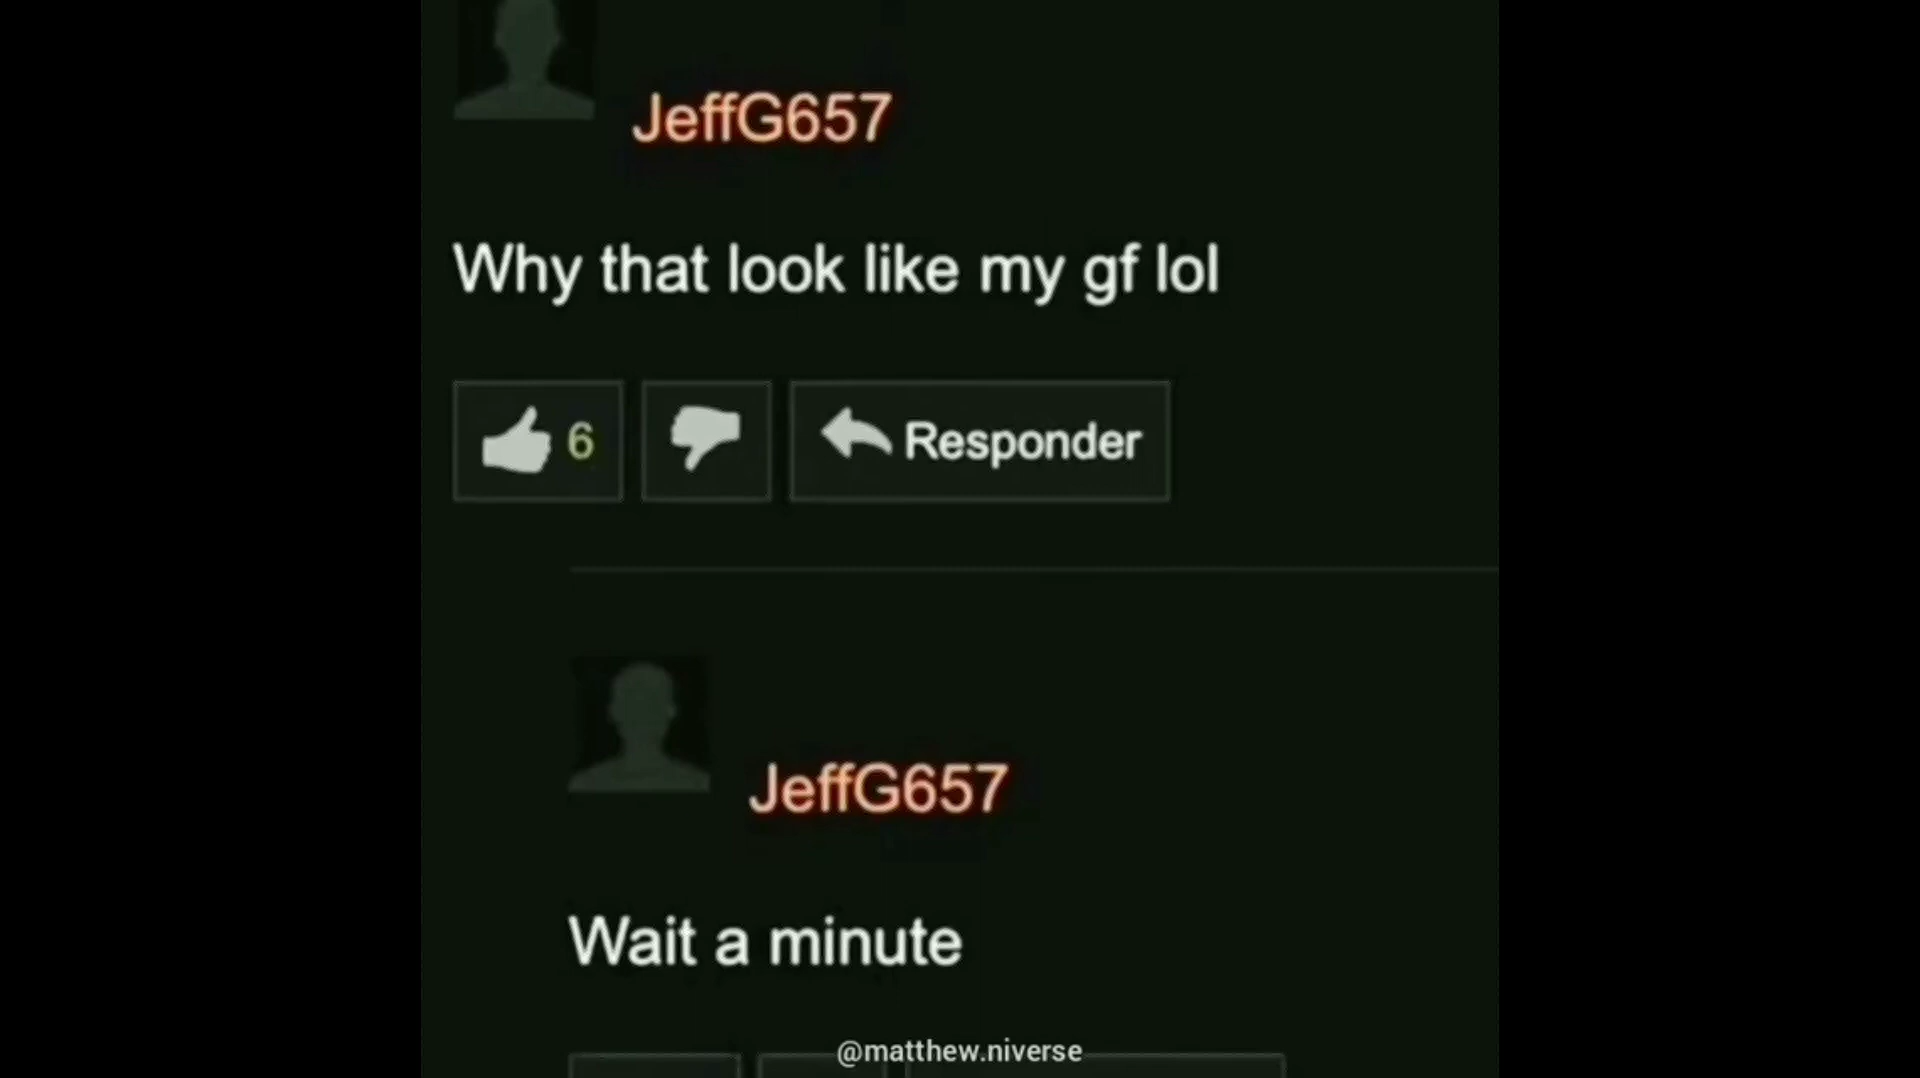 JeffG657
Why that look like my gf lol
6
Responder
JeffG657
Wait a minute
@matthew.niverse